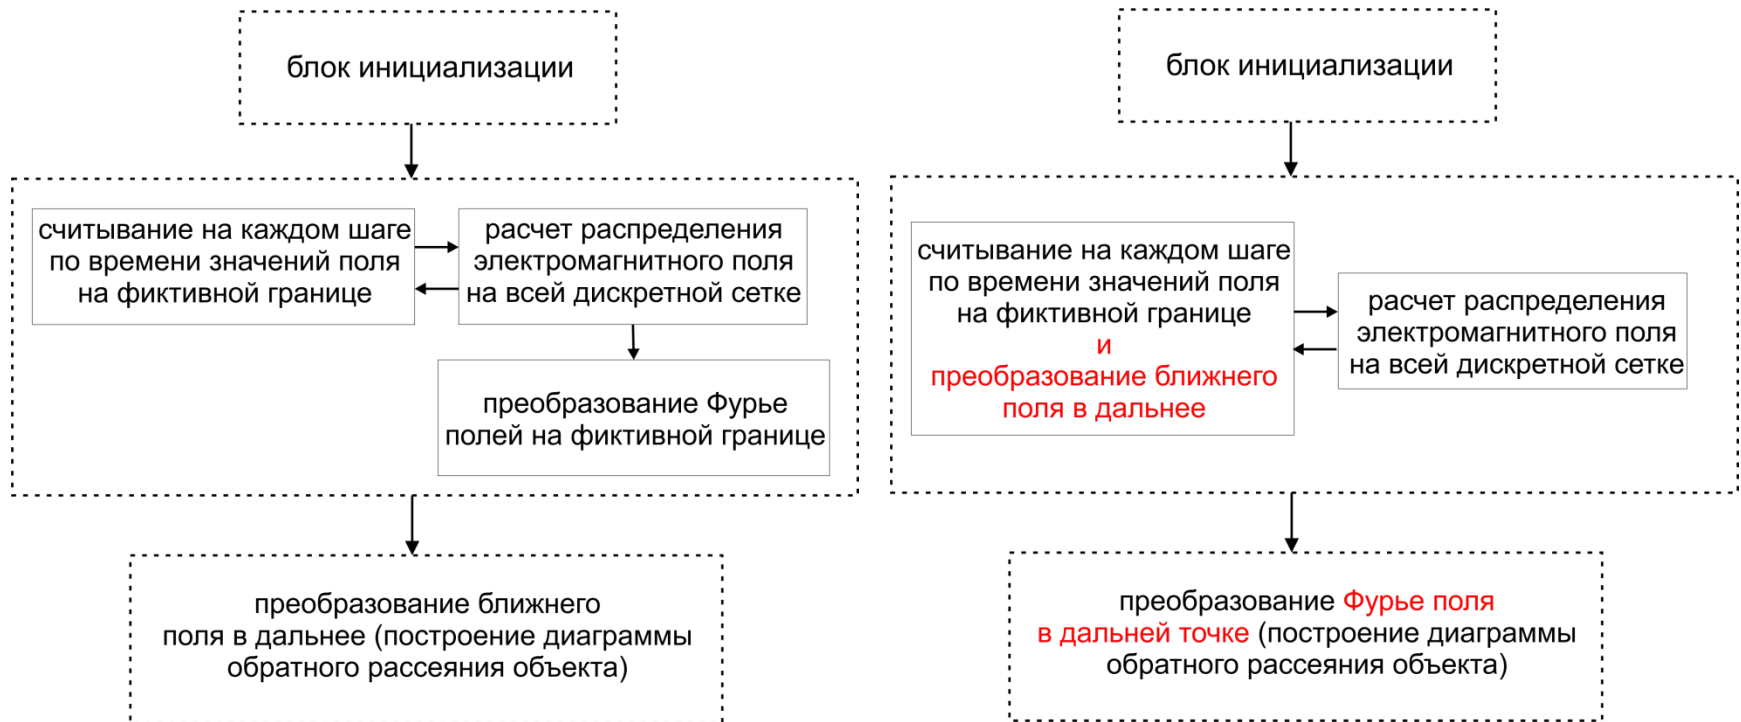 блок инициализации
считывание на каждом шаге
по времени значений поля
на фиктивной границе
расчет распределения
электромагнитного поля
на всей дискретной сетке
преобразование Фурье
полей на фиктивной границе
преобразование ближнего
поля в дальнее (построение диаграммы
обратного рассеяния объекта)
блок инициализации
считывание на каждом шаге
по времени значений поля
на фиктивной границе
и
преобразование ближнего
поля в дальнее
расчет распределения
электромагнитного поля
на всей дискретной сетке
преобразование Фурье поля
в дальней точке (построение диаграммы
обратного рассеяния объекта)